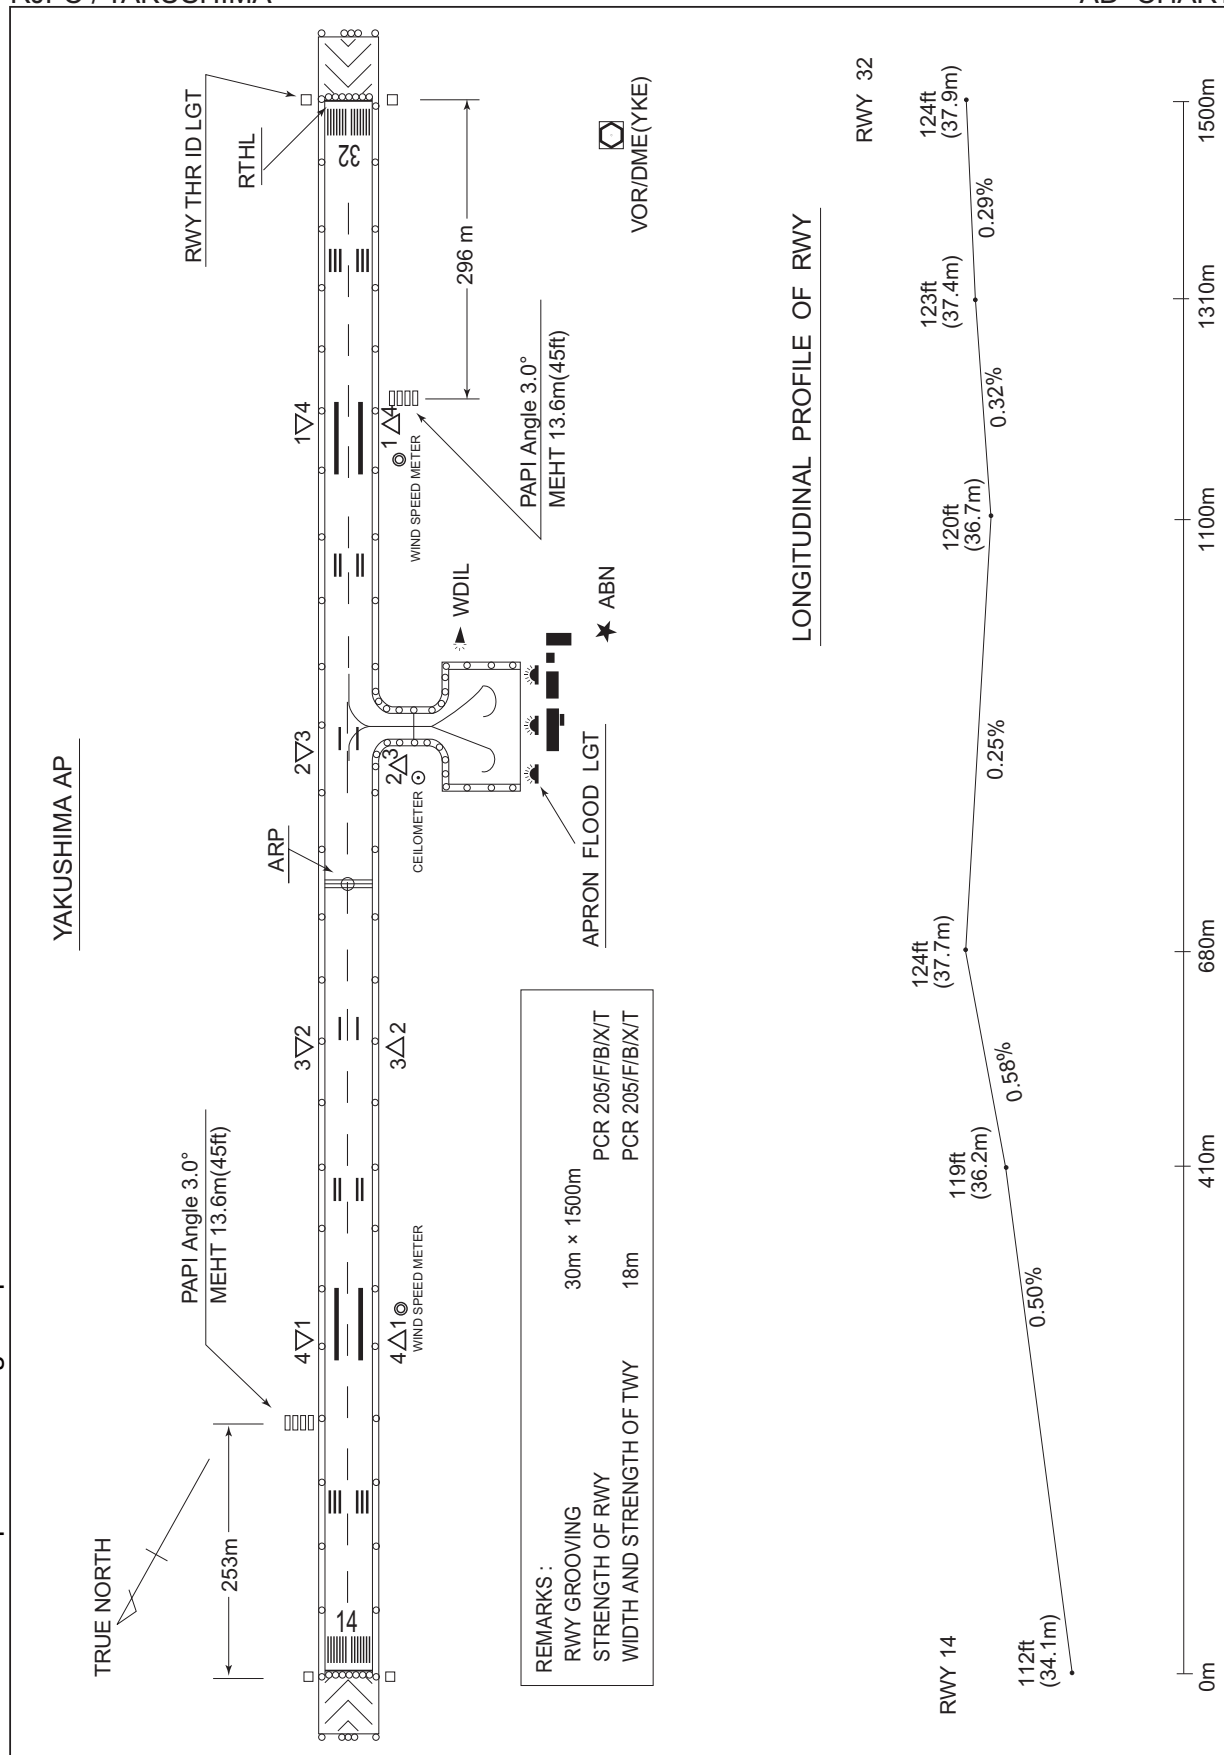 YAKUSHIMA AP
TRUE NORTH
253m
PAPI Angle 3.0°
MEHT 13.6m(45ft)
ARP
RWY THR ID LGT
RTHL
14
32
4 1
3 2
2 3
1 4
4 1
3 2
2 3
1 4
WIND SPEED METER
CEILOMETER
WIND SPEED METER
WDIL
296 m
PAPI Angle 3.0°
MEHT 13.6m(45ft)
APRON FLOOD LGT
ABN
VOR/DME(YKE)
REMARKS :
RWY GROOVING 30m × 1500m
STRENGTH OF RWY PCR 205/F/B/X/T
WIDTH AND STRENGTH OF TWY 18m PCR 205/F/B/X/T
LONGITUDINAL PROFILE OF RWY
RWY 14
RWY 32
112ft
(34.1m)
0.50%
119ft
(36.2m)
0.58%
124ft
(37.7m)
0.25%
120ft
(36.7m)
0.32%
123ft
(37.4m)
0.29%
124ft
(37.9m)
0m
410m
680m
1100m
1310m
1500m